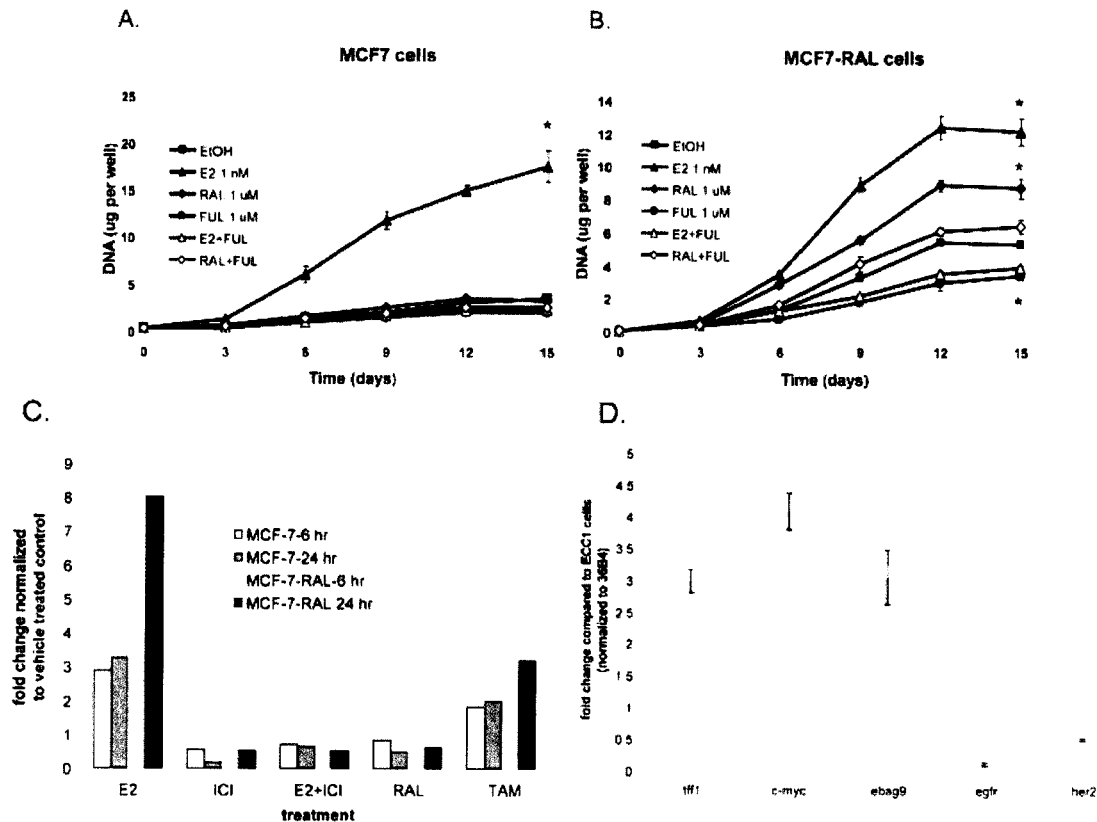 A.
MCF7 cells
25
20
15
10
5
0
DNA (ug per well)
EtOH
E2 1 nM
RAL 1 uM
FUL 1 uM
E2+FUL
RAL+FUL
*
0 3 6 9 12 15
Time (days)
B.
MCF7-RAL cells
14
12
10
8
6
4
2
0
DNA (ug per well)
EtOH
E2 1 nM
RAL 1 uM
FUL 1 uM
E2+FUL
RAL+FUL
*
*
*
0 3 6 9 12 15
Time (days)
C.
9
8
7
6
5
4
3
2
1
0
fold change normalized
to vehicle treated control
MCF-7-6 hr
MCF-7-24 hr
MCF-7-RAL-6 hr
MCF-7-RAL 24 hr
E2 ICI E2+ICI RAL TAM
treatment
D.
5
4 5
4
3.5
3
2.5
2
1 5
1
0 5
0
fold change compared to ECC1 cells
(normalized to 36B4)
tff1 c-myc ebag9 egfr her2